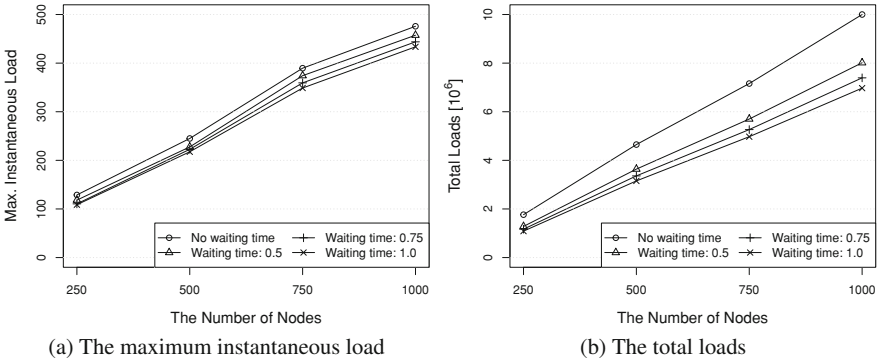 Max. Instantaneous Load
500
400
300
200
100
0
No waiting time
Waiting time: 0.5
Waiting time: 0.75
Waiting time: 1.0
250
500
750
1000
The Number of Nodes
(a) The maximum instantaneous load
Total Loads [10⁶]
10
8
6
4
2
0
No waiting time
Waiting time: 0.5
Waiting time: 0.75
Waiting time: 1.0
250
500
750
1000
The Number of Nodes
(b) The total loads